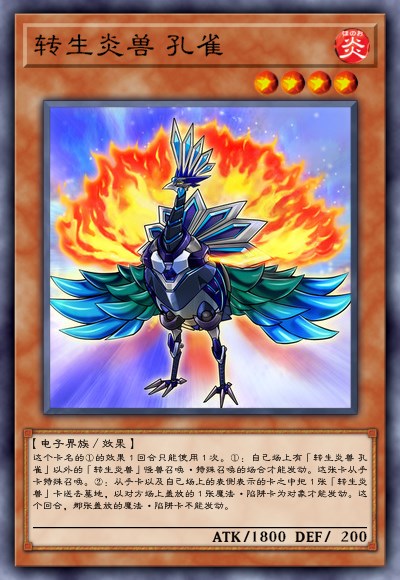 转生炎兽 孔雀
炎
【电子界族／效果】
这个卡名的①的效果1回合只能使用1次。①：自己场上有「转生炎兽 孔
雀」以外的「转生炎兽」怪兽召唤·特殊召唤的场合才能发动。这张卡从手
卡特殊召唤。②：从手卡以及自己场上的表侧表示的卡之中把1张「转生炎
兽」卡送去墓地，以对方场上盖放的1张魔法·陷阱卡为对象才能发动。这
个回合，那张盖放的魔法·陷阱卡不能发动。
ATK/1800 DEF/ 200